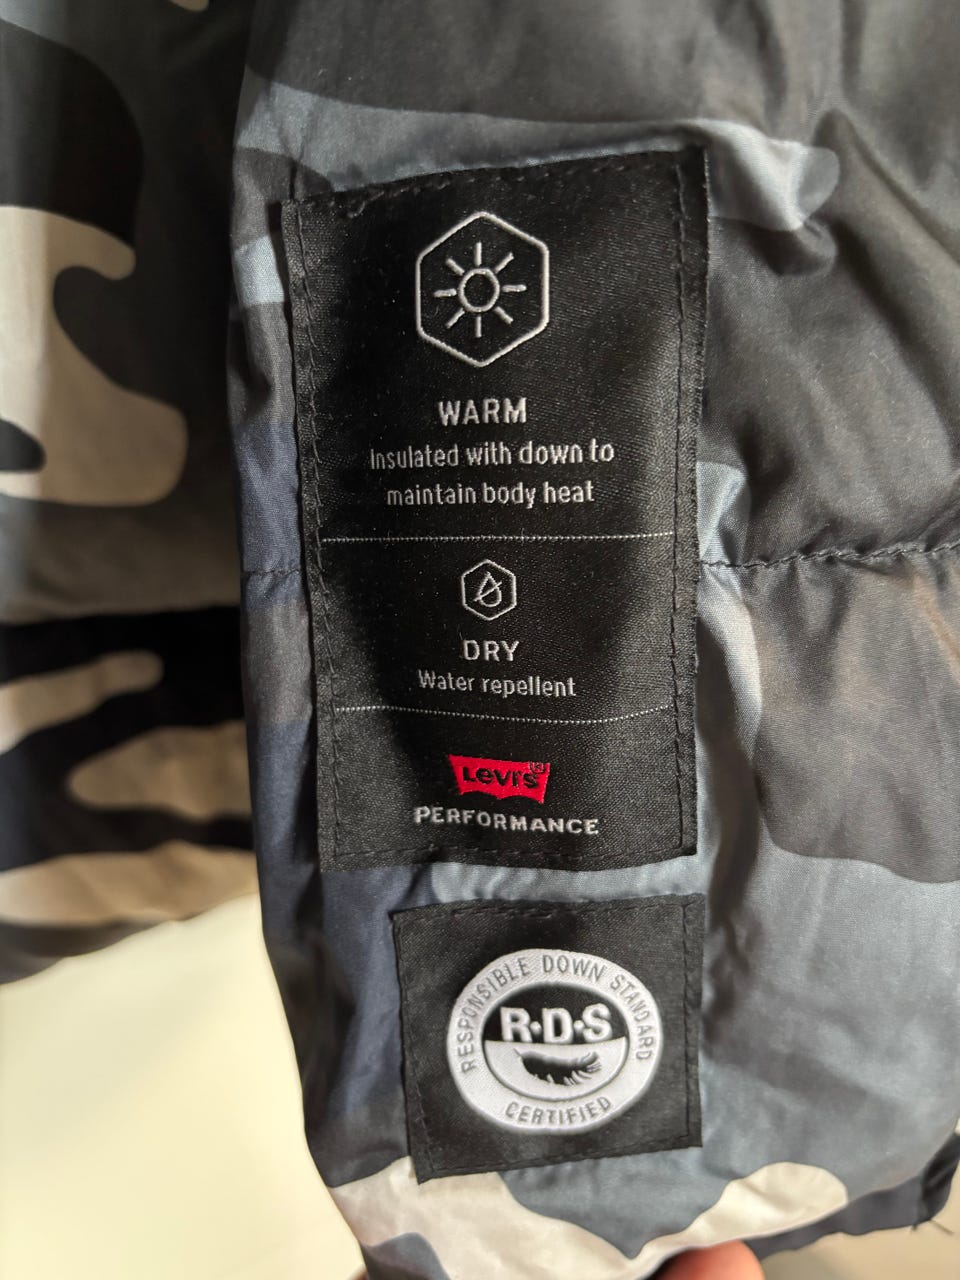 WARM
Insulated with down to
maintain body heat
DRY
Water repellent
Levi's®
PERFORMANCE
RESPONSIBLE DOWN STANDARD
R·D·S
CERTIFIED